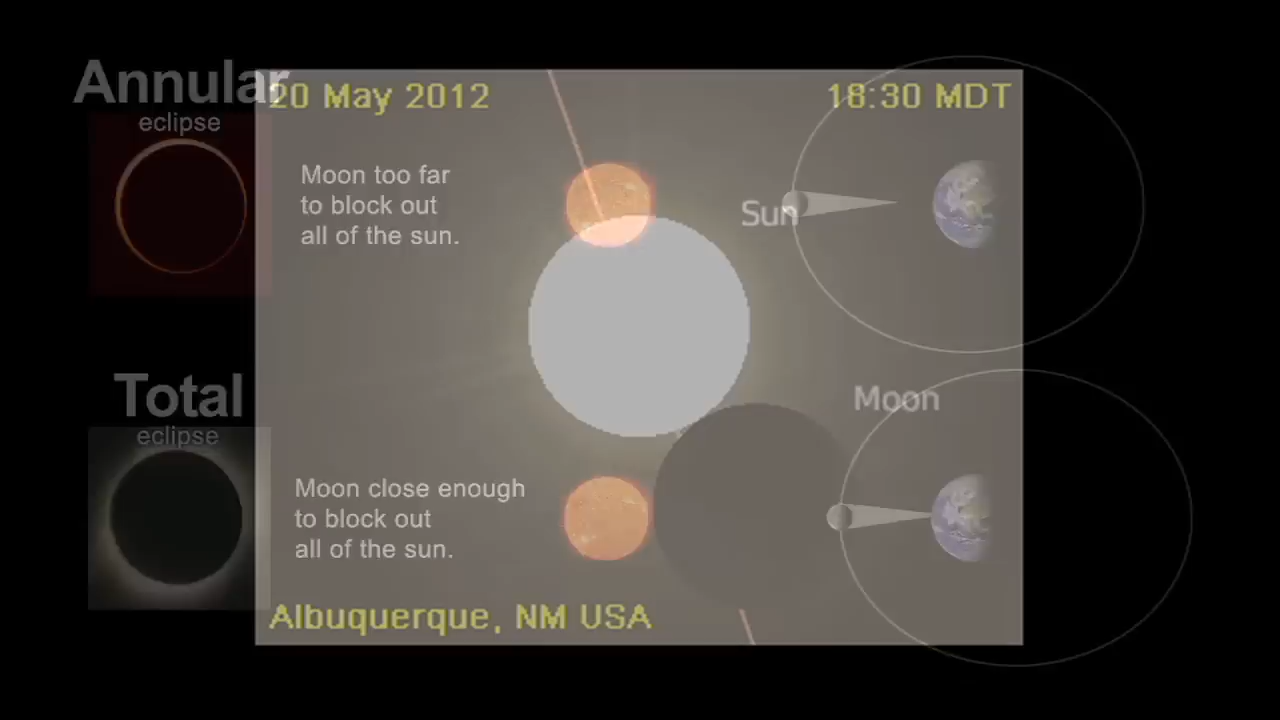 Annular
eclipse
20 May 2012
18:30 MDT
Moon too far
to block out
all of the sun.
Sun
Total
eclipse
Moon
Moon close enough
to block out
all of the sun.
Albuquerque, NM USA